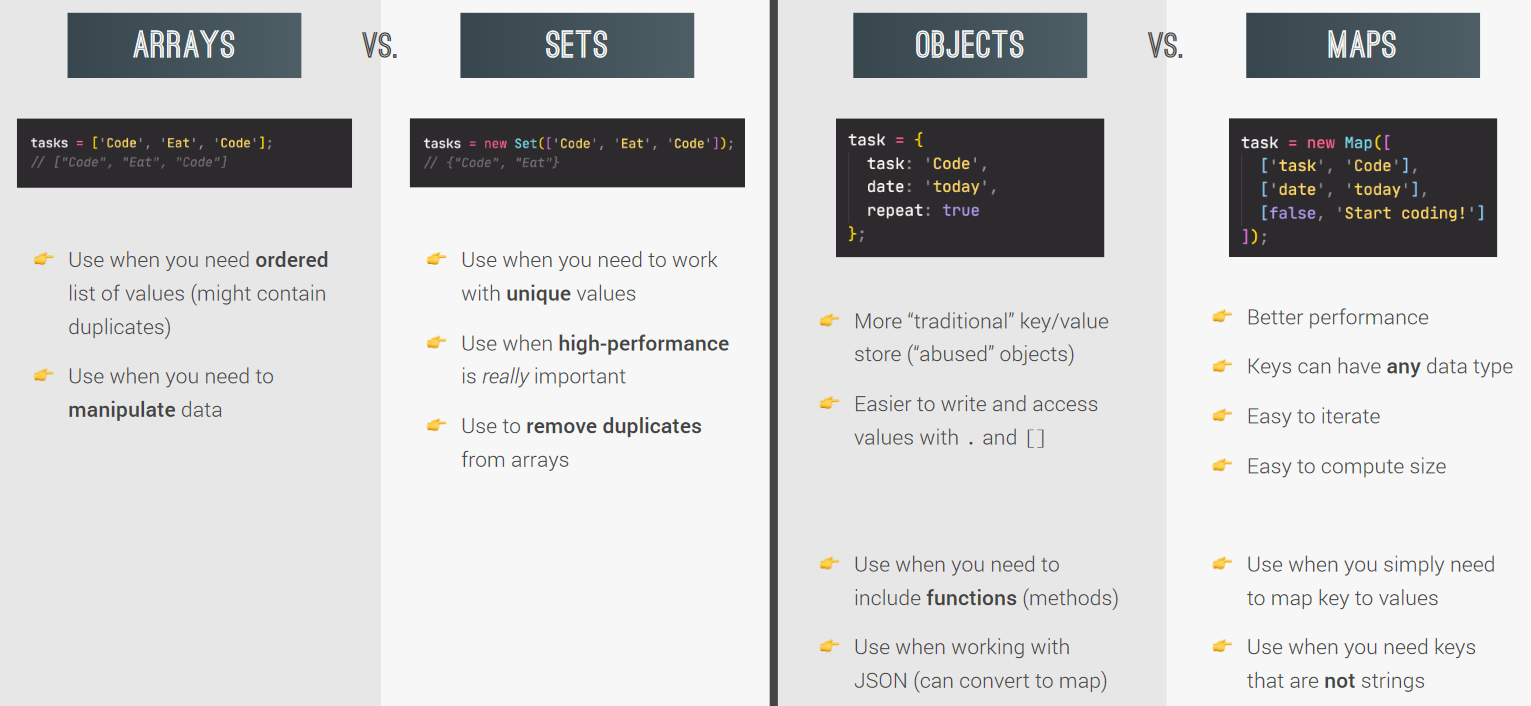 ARRAYS
VS.
SETS
tasks = ['Code', 'Eat', 'Code'];
// ["Code", "Eat", "Code"]
tasks = new Set(['Code', 'Eat', 'Code']);
// {"Code", "Eat"}
👉 Use when you need ordered
list of values (might contain
duplicates)
👉 Use when you need to
manipulate data
👉 Use when you need to work
with unique values
👉 Use when high-performance
is really important
👉 Use to remove duplicates
from arrays
OBJECTS
VS.
MAPS
task = {
task: 'Code',
date: 'today',
repeat: true
};
task = new Map([
['task', 'Code'],
['date', 'today'],
[false, 'Start coding!']
]);
👉 More “traditional” key/value
store (“abused” objects)
👉 Easier to write and access
values with . and []
👉 Use when you need to
include functions (methods)
👉 Use when working with
JSON (can convert to map)
👉 Better performance
👉 Keys can have any data type
👉 Easy to iterate
👉 Easy to compute size
👉 Use when you simply need
to map key to values
👉 Use when you need keys
that are not strings